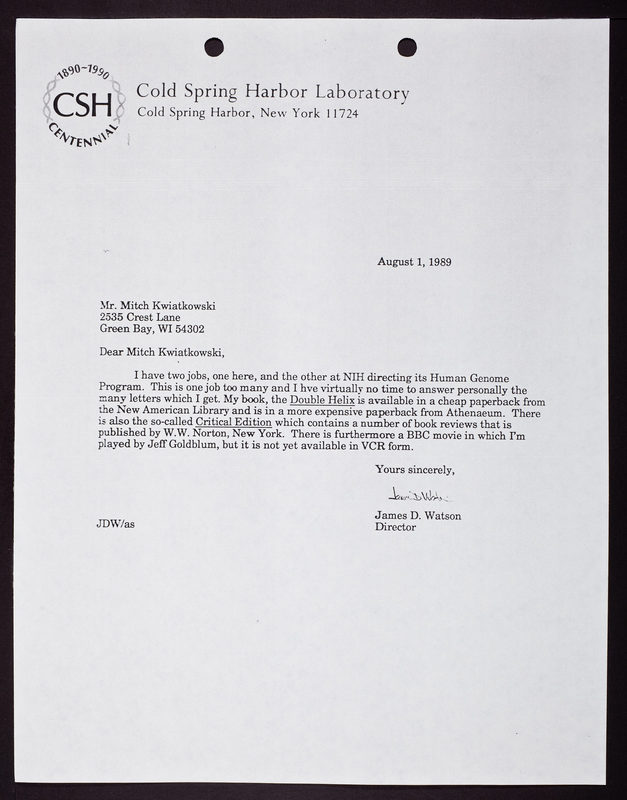 1890-1990
CSH
CENTENNIAL
Cold Spring Harbor Laboratory
Cold Spring Harbor, New York 11724
August 1, 1989
Mr. Mitch Kwiatkowski
2535 Crest Lane
Green Bay, WI 54302
Dear Mitch Kwiatkowski,
I have two jobs, one here, and the other at NIH directing its Human Genome
Program. This is one job too many and I hve virtually no time to answer personally the
many letters which I get. My book, the Double Helix is available in a cheap paperback from
the New American Library and is in a more expensive paperback from Athenaeum. There
is also the so-called Critical Edition which contains a number of book reviews that is
published by W.W. Norton, New York. There is furthermore a BBC movie in which I'm
played by Jeff Goldblum, but it is not yet available in VCR form.
Yours sincerely,
James D. Watson
James D. Watson
Director
JDW/as